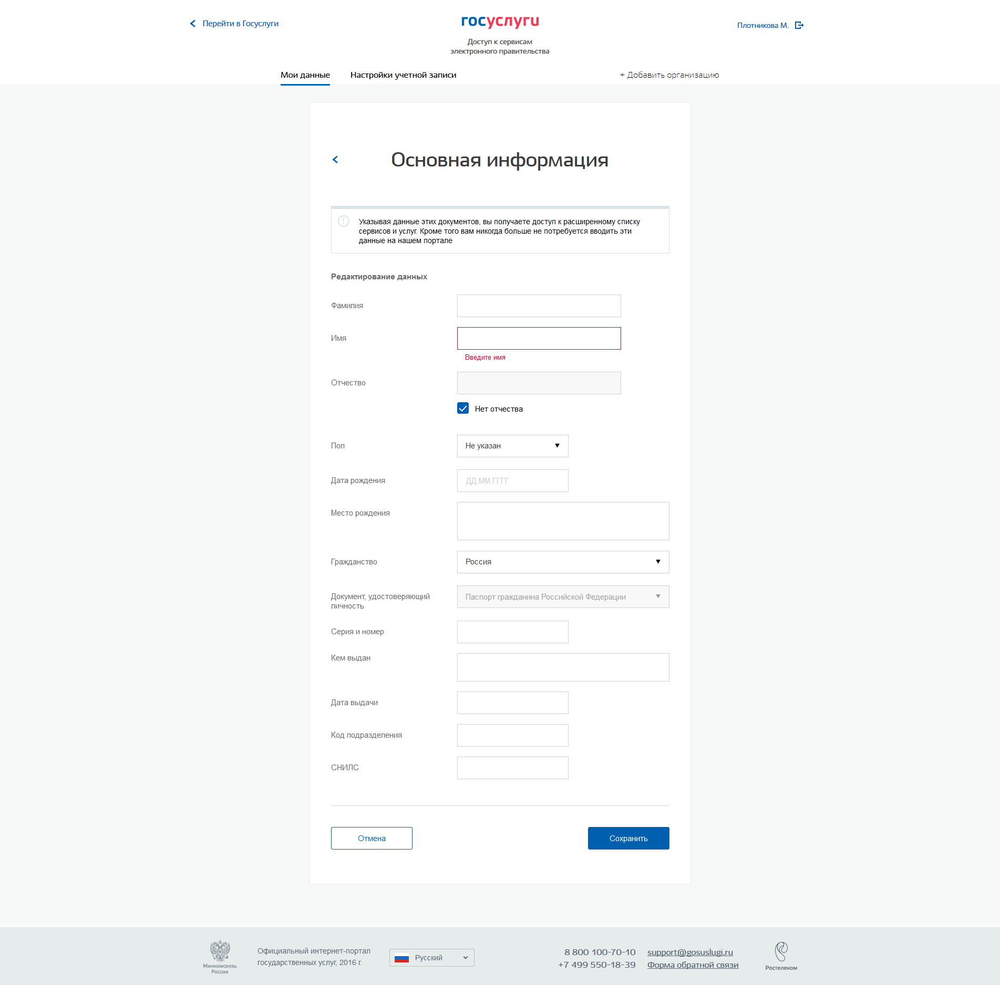 Перейти в Госуслуги
госуслуги
Плотникова М.
Доступ к сервисам
электронного правительства
Мои данные
Настройки учетной записи
+ Добавить организацию
Основная информация
Указывая данные этих документов, вы получаете доступ к расширенному списку
сервисов и услуг. Кроме того вам никогда больше не потребуется вводить эти
данные на нашем портале
Редактирование данных
Фамилия
Имя
Введите имя
Отчество
Нет отчества
Пол
Не указан
Дата рождения
ДД.ММ.ГГГГ
Место рождения
Гражданство
Россия
Документ, удостоверяющий
личность
Паспорт гражданина Российской Федерации
Серия и номер
Кем выдан
Дата выдачи
Код подразделения
СНИЛС
Отмена
Сохранить
Минкомсвязь
России
Официальный интернет-портал
государственных услуг, 2016 г.
Русский
8 800 100-70-10
+7 499 550-18-39
support@gosuslugi.ru
Форма обратной связи
Ростелеком